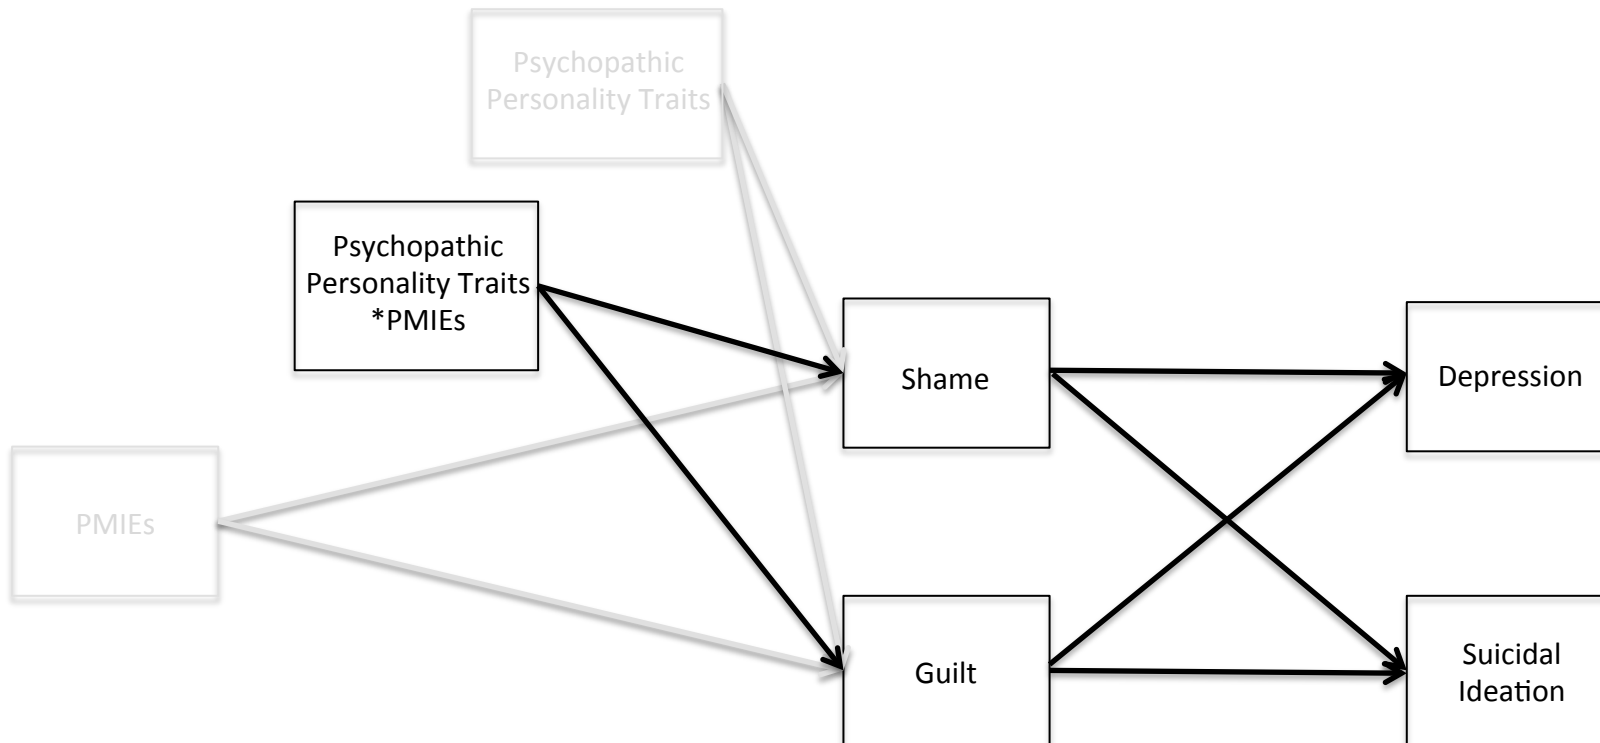 Psychopathic
Personality Traits
Psychopathic
Personality Traits
*PMIEs
Shame
Depression
PMIEs
Guilt
Suicidal
Ideation